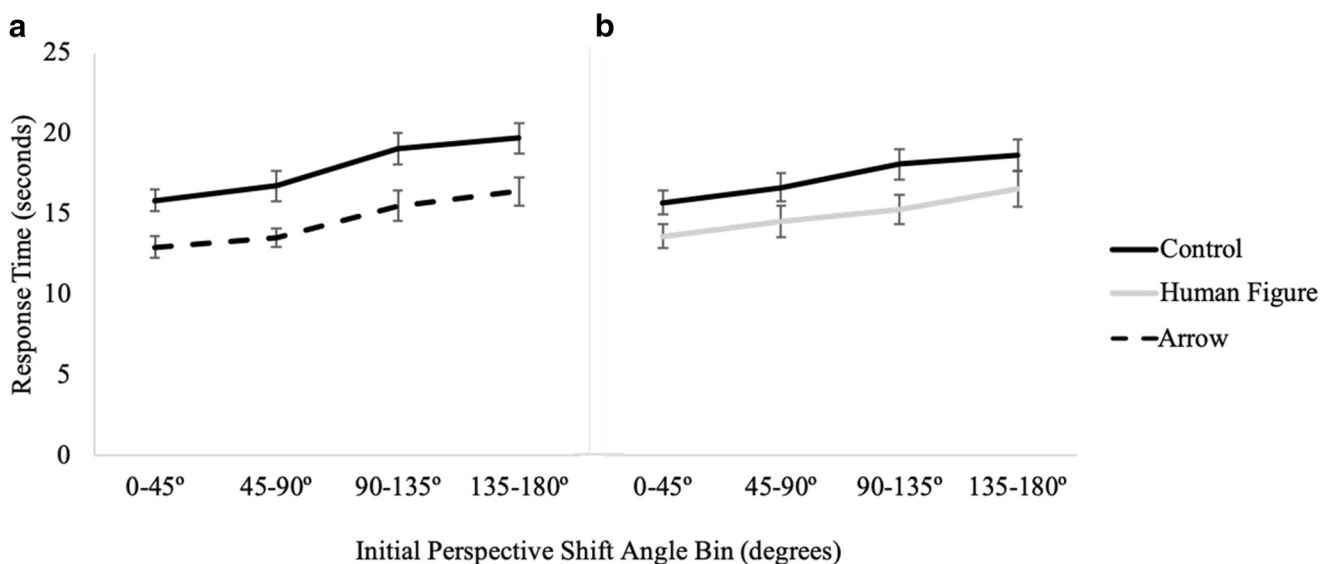 a
b
25
20
15
10
5
0
Response Time (seconds)
0-45º 45-90º 90-135º 135-180º
0-45º 45-90º 90-135º 135-180º
Initial Perspective Shift Angle Bin (degrees)
Control
Human Figure
Arrow